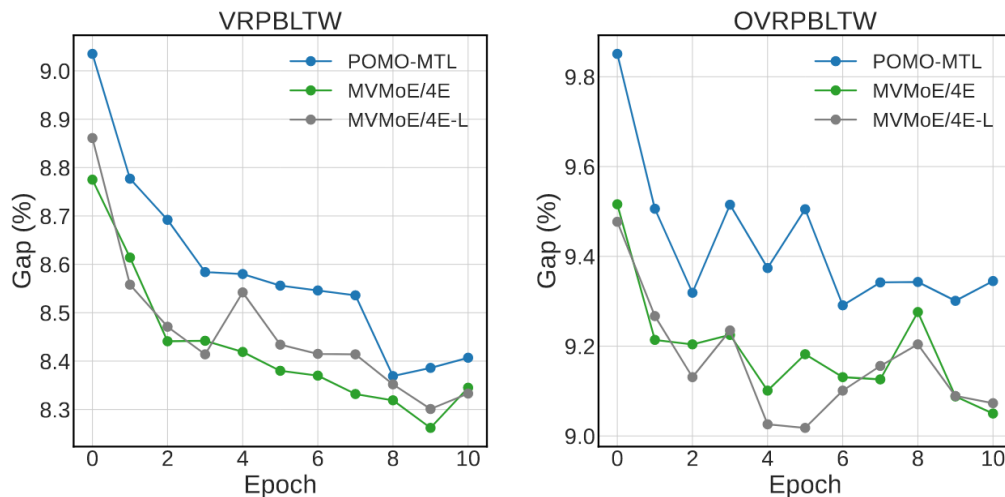 VRPBLTW
Gap (%)
9.0
8.9
8.8
8.7
8.6
8.5
8.4
8.3
POMO-MTL
MVMoE/4E
MVMoE/4E-L
0 2 4 6 8 10
Epoch
OVRPBLTW
Gap (%)
9.8
9.6
9.4
9.2
9.0
POMO-MTL
MVMoE/4E
MVMoE/4E-L
0 2 4 6 8 10
Epoch